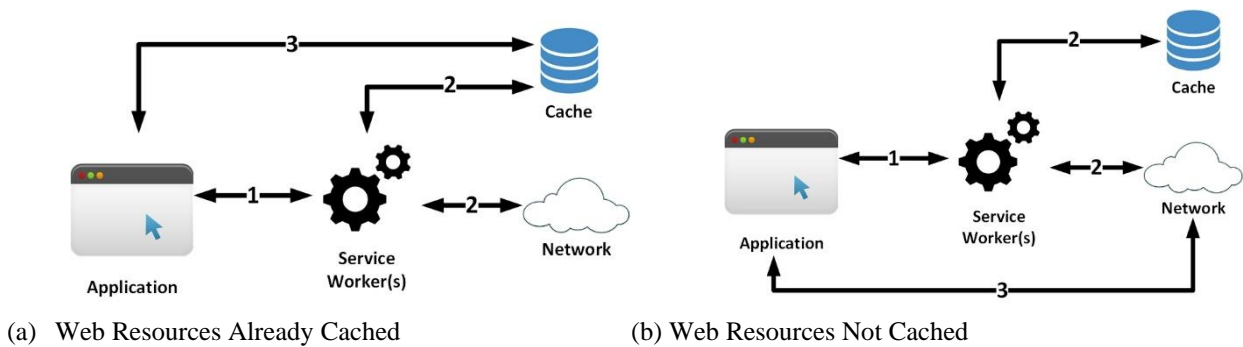 3
2
Cache
1
2
Service
Worker(s)
Network
Application
(a) Web Resources Already Cached
2
Cache
1
2
Service
Worker(s)
Network
Application
3
(b) Web Resources Not Cached